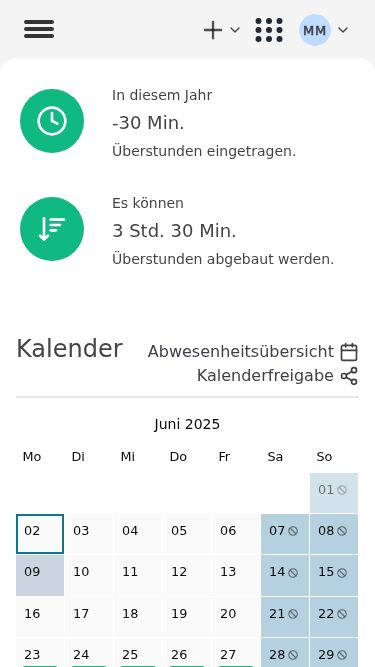 MM
In diesem Jahr
-30 Min.
Überstunden eingetragen.
Es können
3 Std. 30 Min.
Überstunden abgebaut werden.
Kalender
Abwesenheitsübersicht
Kalenderfreigabe
Juni 2025
Mo Di Mi Do Fr Sa So
01
02 03 04 05 06 07 08
09 10 11 12 13 14 15
16 17 18 19 20 21 22
23 24 25 26 27 28 29